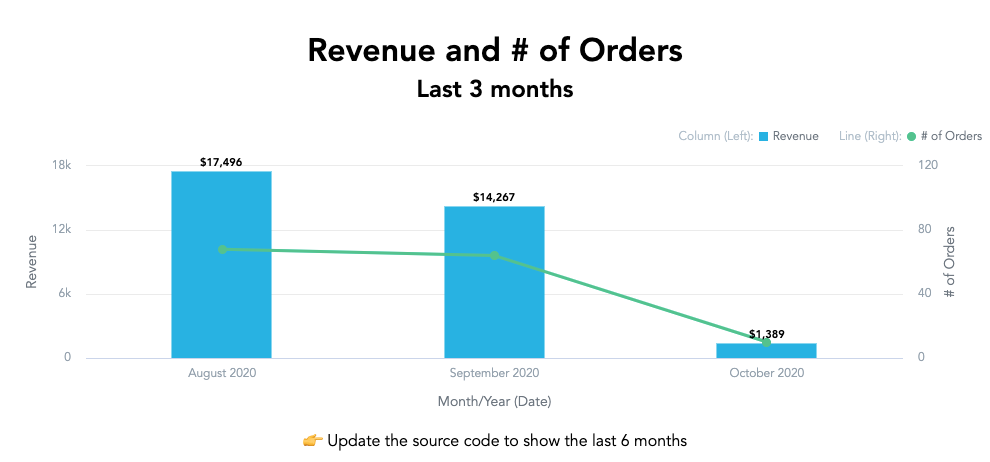 Revenue and # of Orders
Last 3 months
Column (Left): Revenue Line (Right): # of Orders
18k
12k
6k
0
Revenue
$17,496
$14,267
$1,389
120
80
40
0
# of Orders
August 2020 September 2020 October 2020
Month/Year (Date)
👉 Update the source code to show the last 6 months